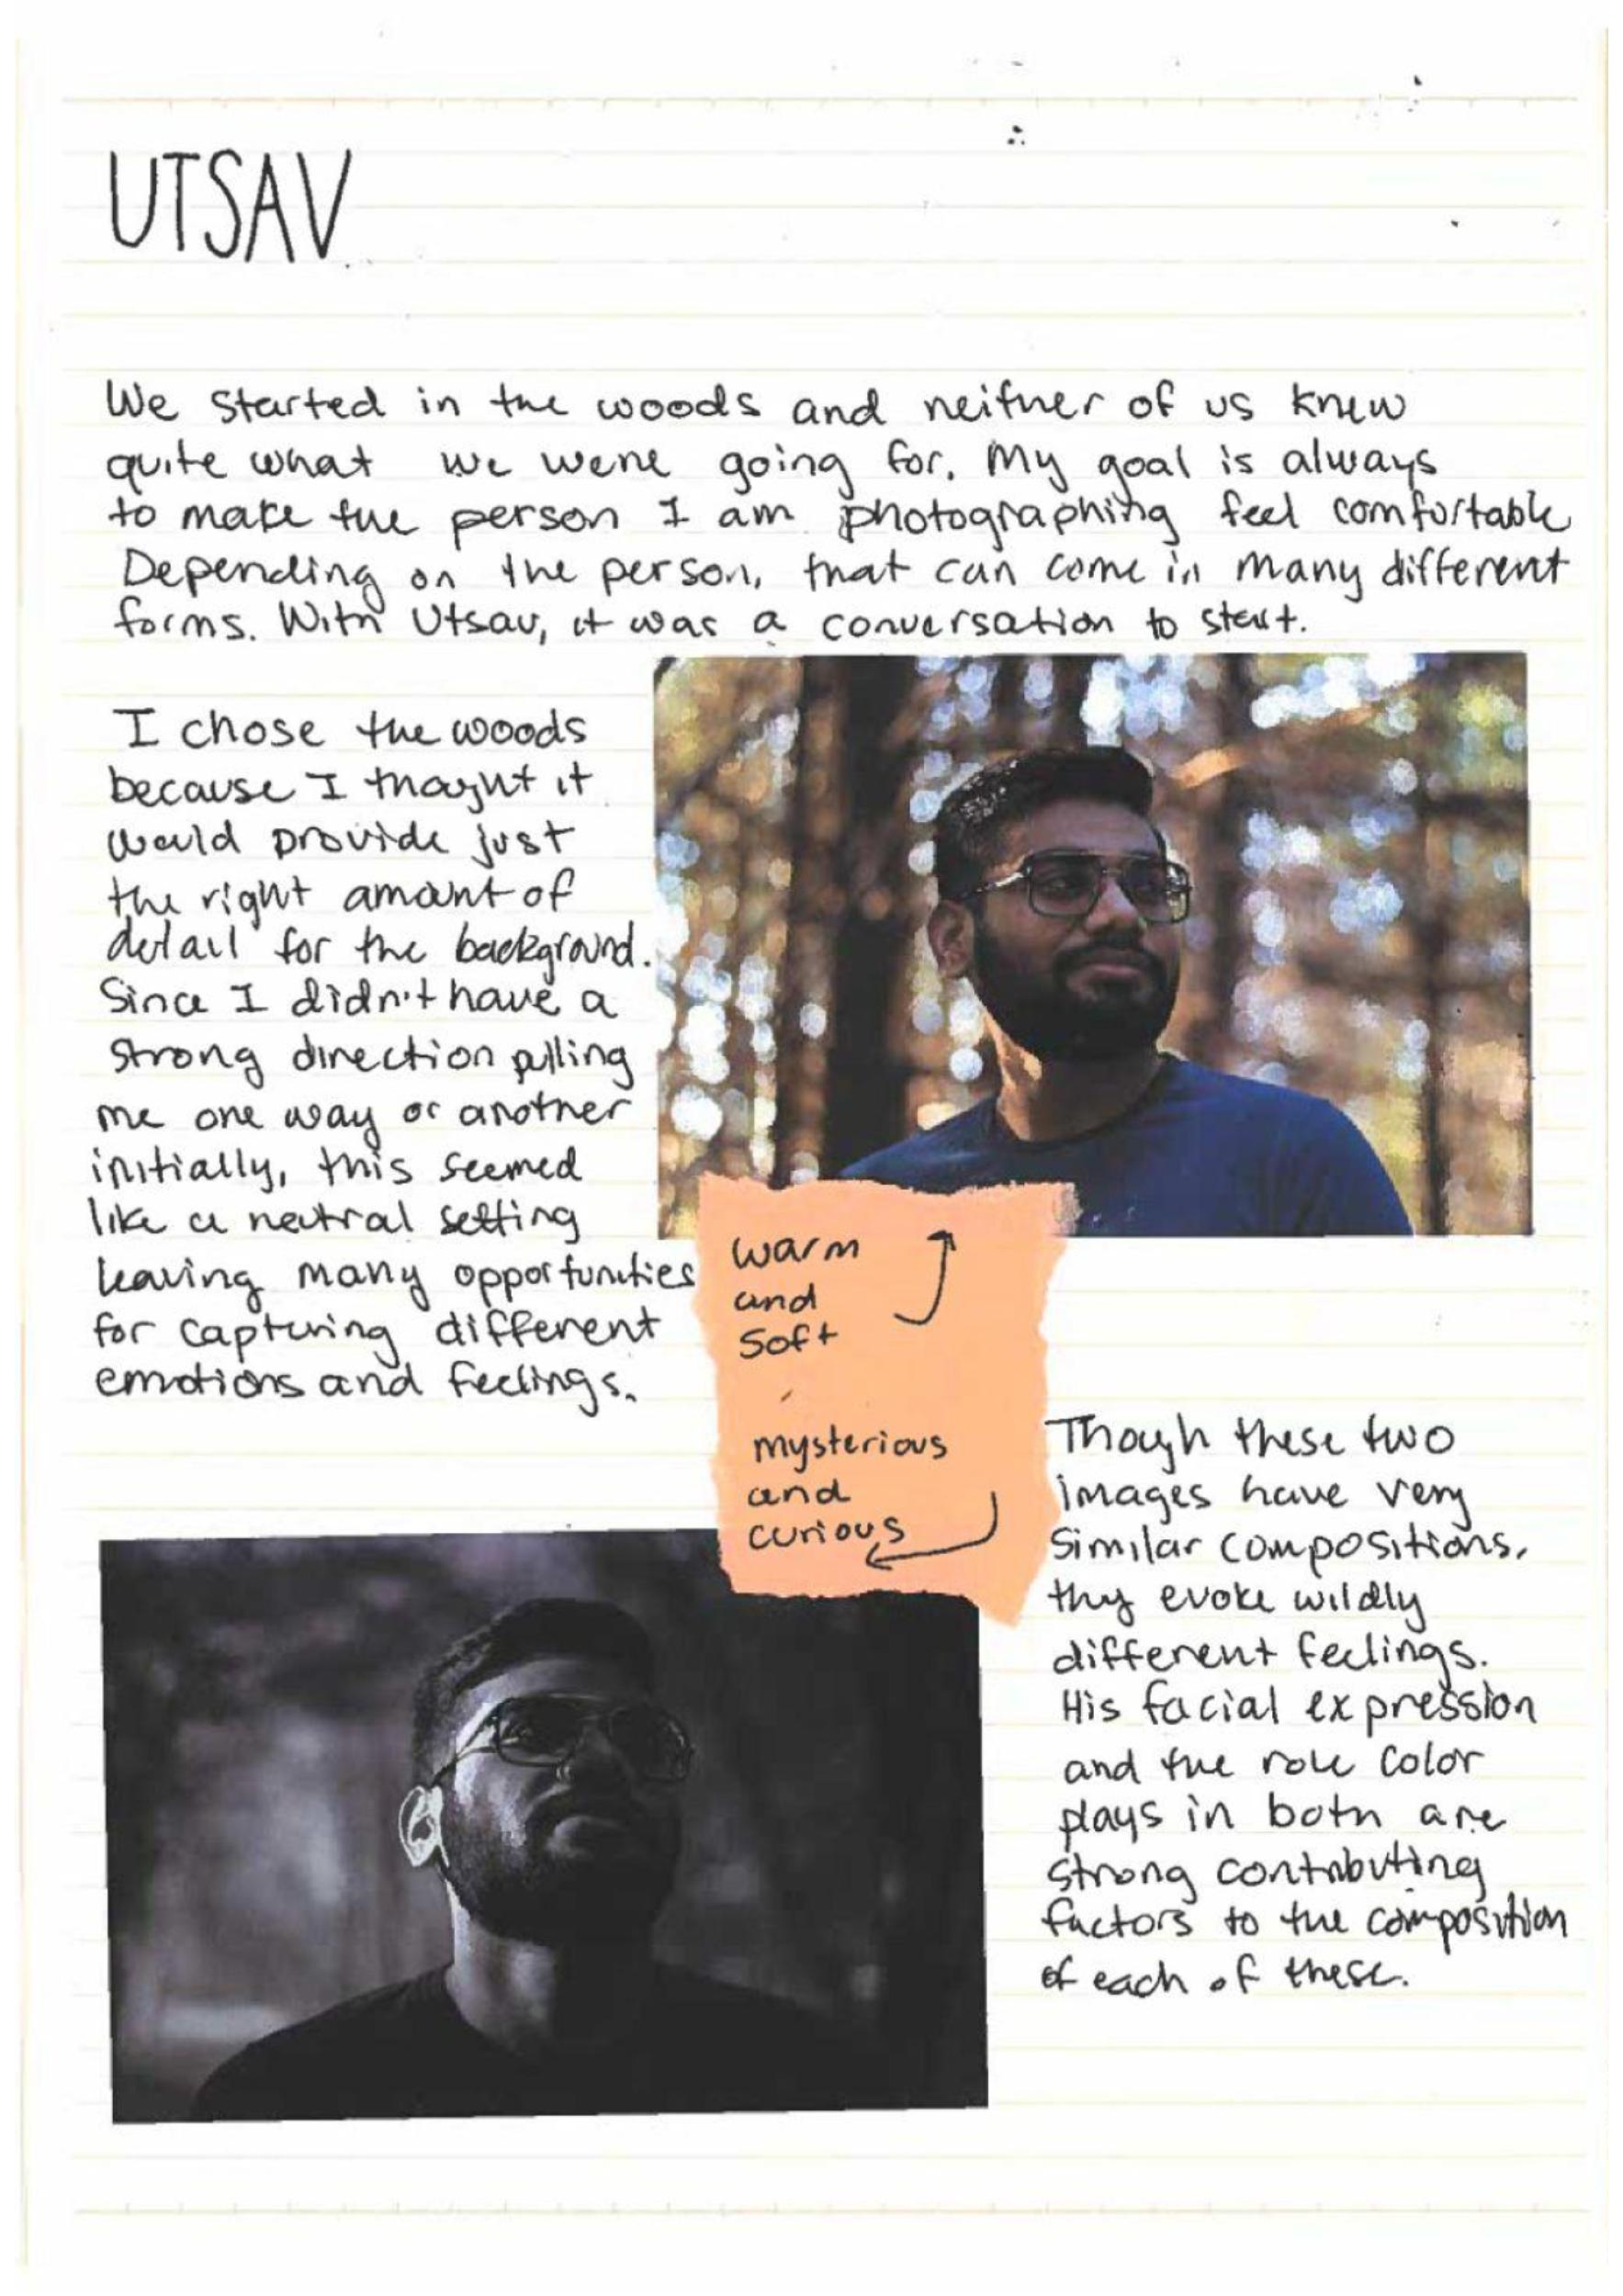 UTSAV
We started in the woods and neither of us knew
quite what we were going for. My goal is always
to make the person I am photographing feel comfortable
Depending on the person, that can come in many different
forms. With Utsav, it was a conversation to start.
I chose the woods
because I thought it
would provide just
the right amount of
detail for the background.
Since I didn't have a
strong direction pulling
me one way or another
initially, this seemed
like a neutral setting
leaving many opportunities
for capturing different
emotions and feelings.
warm
and
soft
mysterious
and
curious
Though these two
images have very
similar compositions,
they evoke wildly
different feelings.
His facial expression
and the role color
plays in both are
strong contributing
factors to the composition
of each of these.